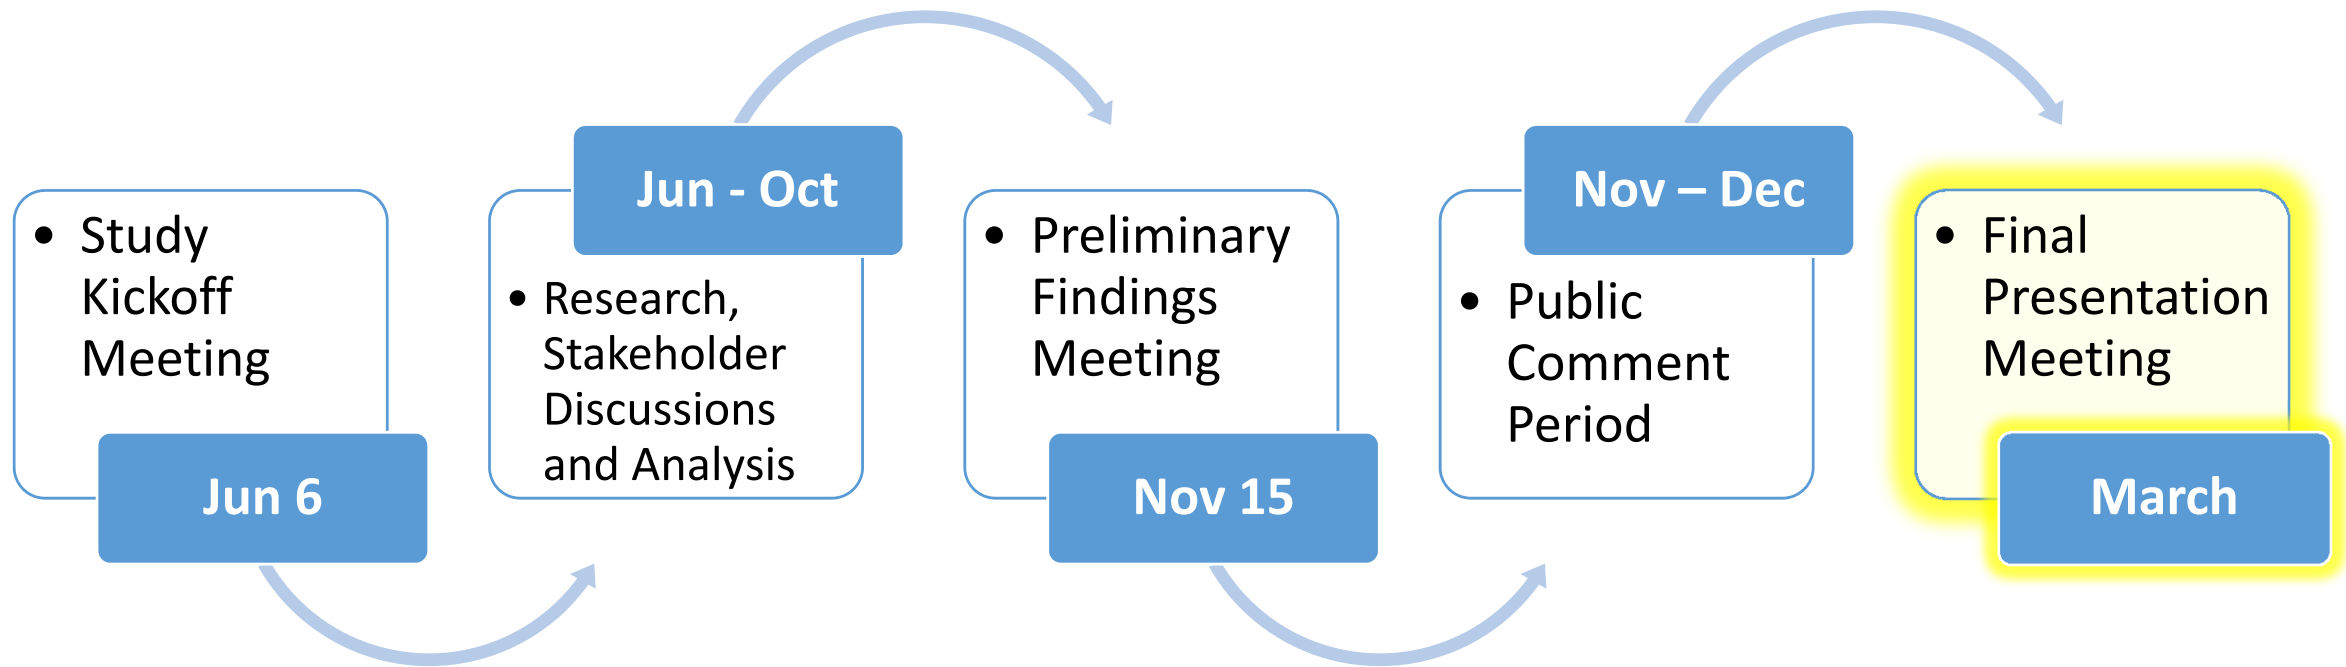 • Study
Kickoff
Meeting
Jun 6
Jun - Oct
• Research,
Stakeholder
Discussions
and Analysis
• Preliminary
Findings
Meeting
Nov 15
Nov – Dec
• Public
Comment
Period
• Final
Presentation
Meeting
March